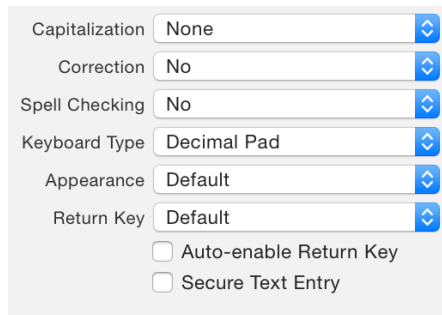 Capitalization None
Correction No
Spell Checking No
Keyboard Type Decimal Pad
Appearance Default
Return Key Default
Auto-enable Return Key
Secure Text Entry